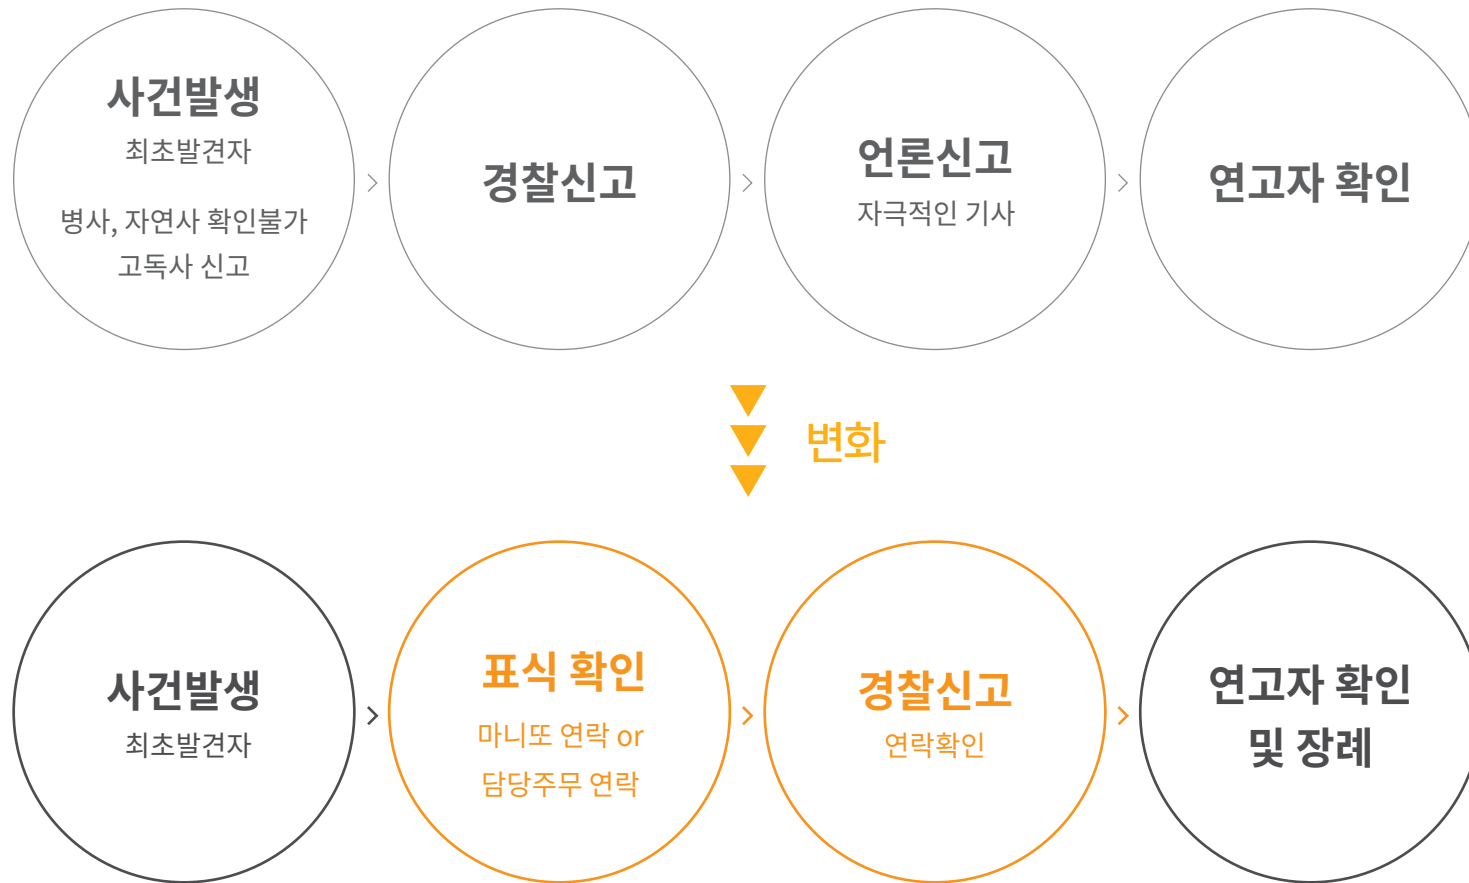 사건발생
최초발견자
병사, 자연사 확인불가
고독사 신고
경찰신고
언론신고
자극적인 기사
연고자 확인
변화
사건발생
최초발견자
표식 확인
마니또 연락 or
담당주무 연락
경찰신고
연락확인
연고자 확인
및 장례